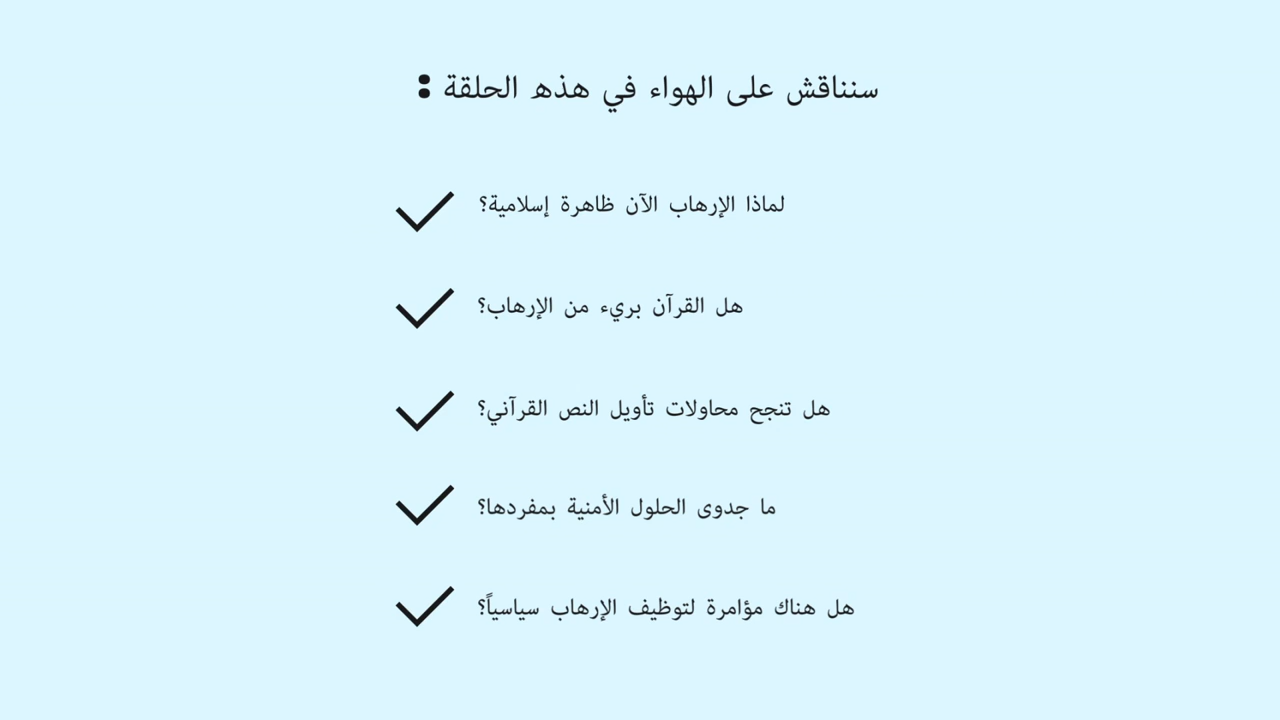 سنناقش على الهواء في هذه الحلقة :
لماذا الإرهاب الآن ظاهرة إسلامية؟
هل القرآن بريء من الإرهاب؟
هل تنجح محاولات تأويل النص القرآني؟
ما جدوى الحلول الأمنية بمفردها؟
هل هناك مؤامرة لتوظيف الإرهاب سياسياً؟